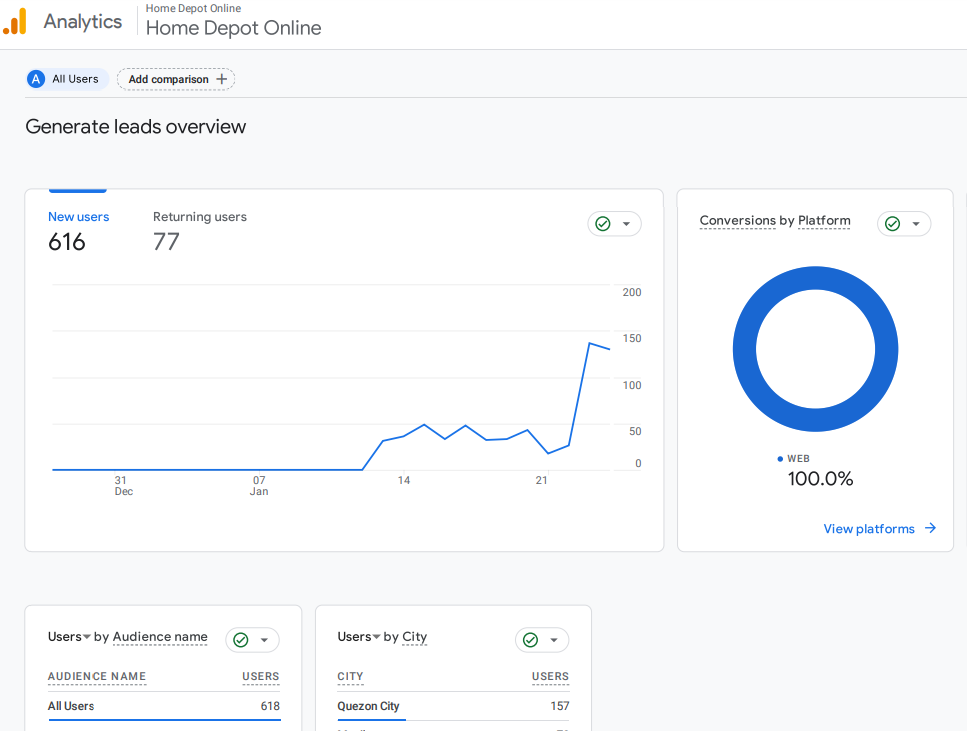 Analytics
Home Depot Online
Home Depot Online
A All Users
Add comparison +
Generate leads overview
New users
616
Returning users
77
200
150
100
50
0
31
Dec
07
Jan
14
21
Conversions by Platform
WEB
100.0%
View platforms
Users by Audience name
AUDIENCE NAME USERS
All Users 618
Users by City
CITY USERS
Quezon City 157